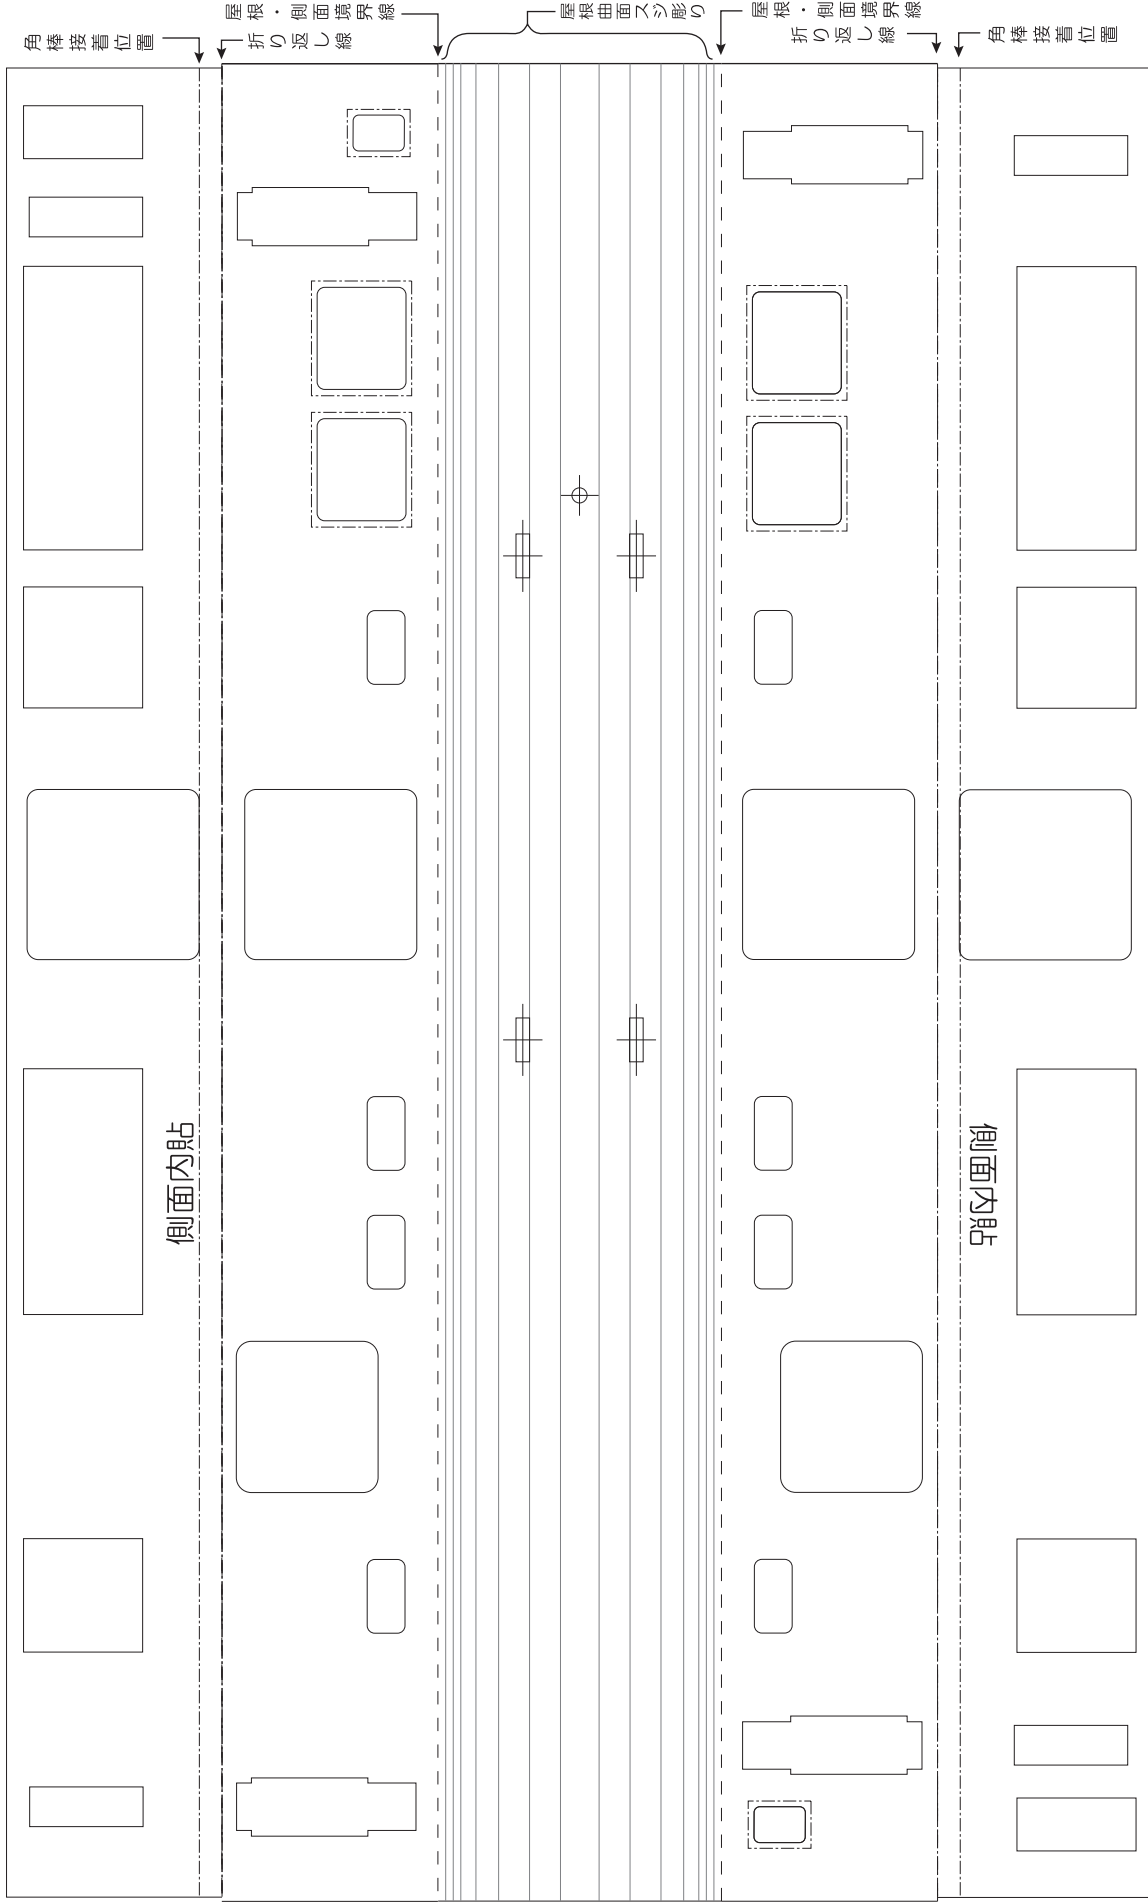 角棒接着位置
屋根・側面境界線
折り返し線
屋根曲面スジ彫り
屋根・側面境界線
折り返し線
角棒接着位置
側面内貼
側面内貼